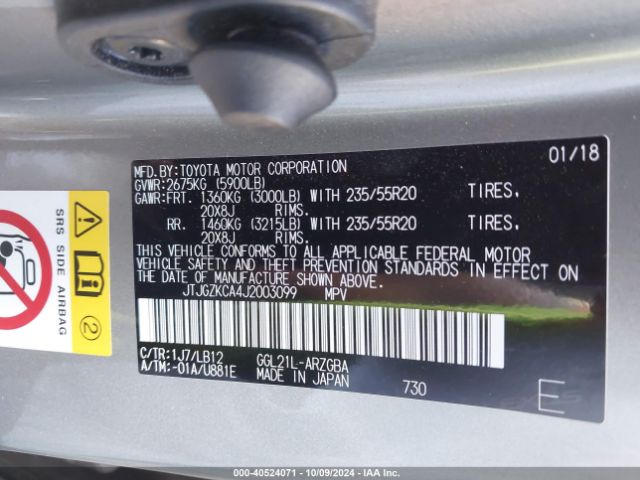 MFD.BY:TOYOTA MOTOR CORPORATION 01/18
GVWR:2675KG (5900LB)
GAWR:FRT. 1360KG (3000LB) WITH 235/55R20 TIRES.
20X8J RIMS.
RR. 1460KG (3215LB) WITH 235/55R20 TIRES.
20X8J RIMS.
THIS VEHICLE CONFORMS TO ALL APPLICABLE FEDERAL MOTOR
VEHICLE SAFETY AND THEFT PREVENTION STANDARDS IN EFFECT ON
THE DATE OF MANUFACTURE SHOWN ABOVE.
JTJGZKCA4J2003099 MPV
C/TR:1J7/LB12 GGL21L-ARZGBA
A/TM:-01A/U881E MADE IN JAPAN 730
E
SRS SIDE AIRBAG
2
000-40524071 - 10/09/2024 - IAA Inc.